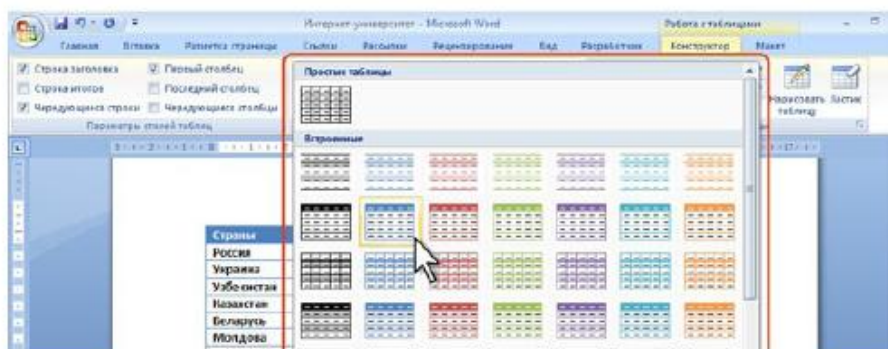 Интернет-университет - Microsoft Word
Работа с таблицами
Главная Вставка Разметка страницы Ссылки Рассылки Рецензирование Вид Разработчик Конструктор Макет
Строка заголовка Первый столбец
Строка итогов Последний столбец
Чередующиеся строки Чередующиеся столбцы
Параметры стилей таблиц
Простые таблицы
Встроенные
Нарисовать таблицу
Ластик
Страны
Россия
Украина
Узбекистан
Казахстан
Беларусь
Молдова